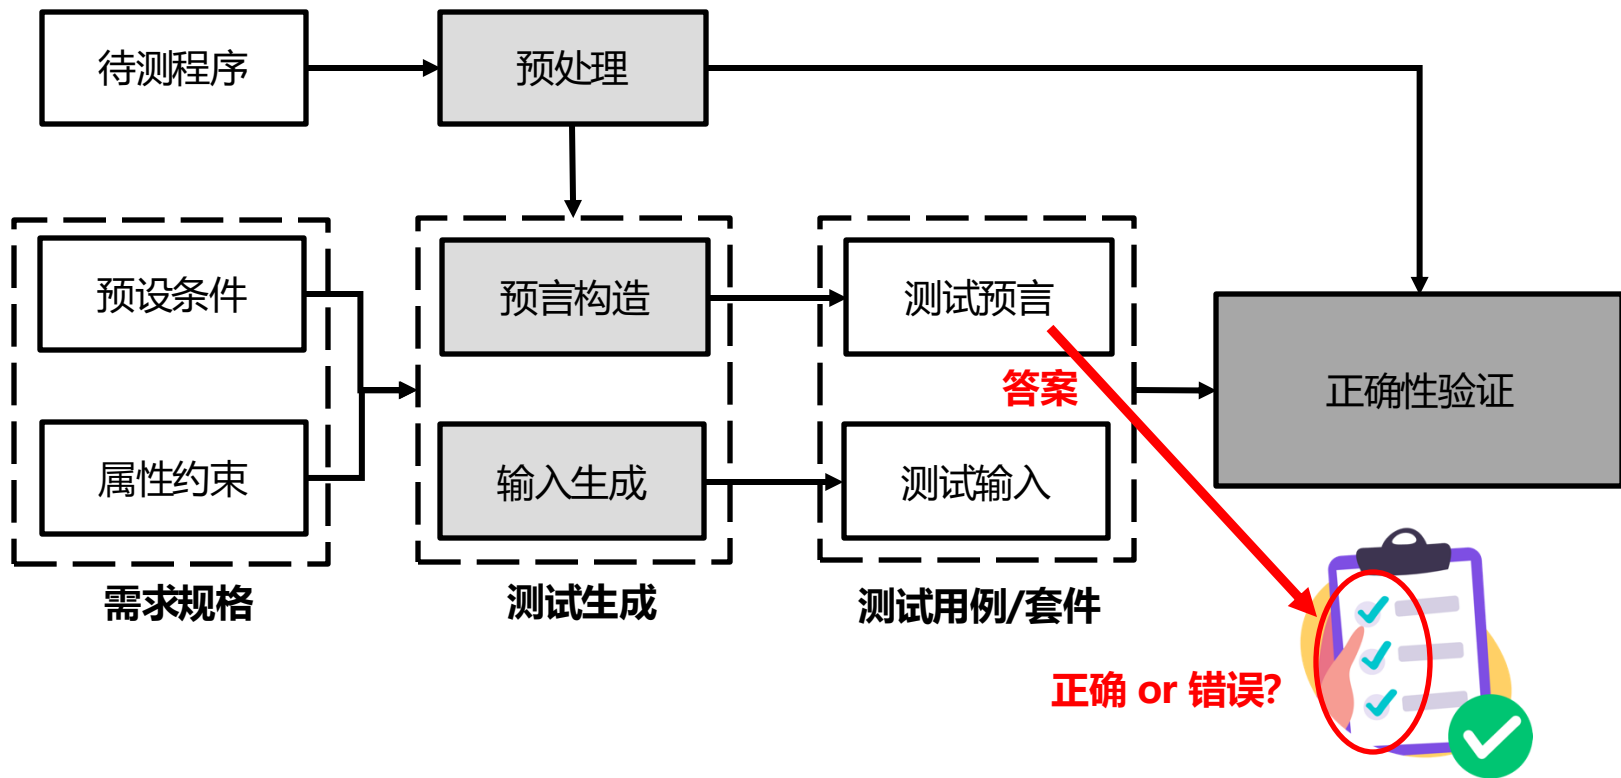 待测程序
预处理
预设条件
预言构造
测试预言
答案
正确性验证
属性约束
输入生成
测试输入
需求规格
测试生成
测试用例/套件
正确 or 错误?